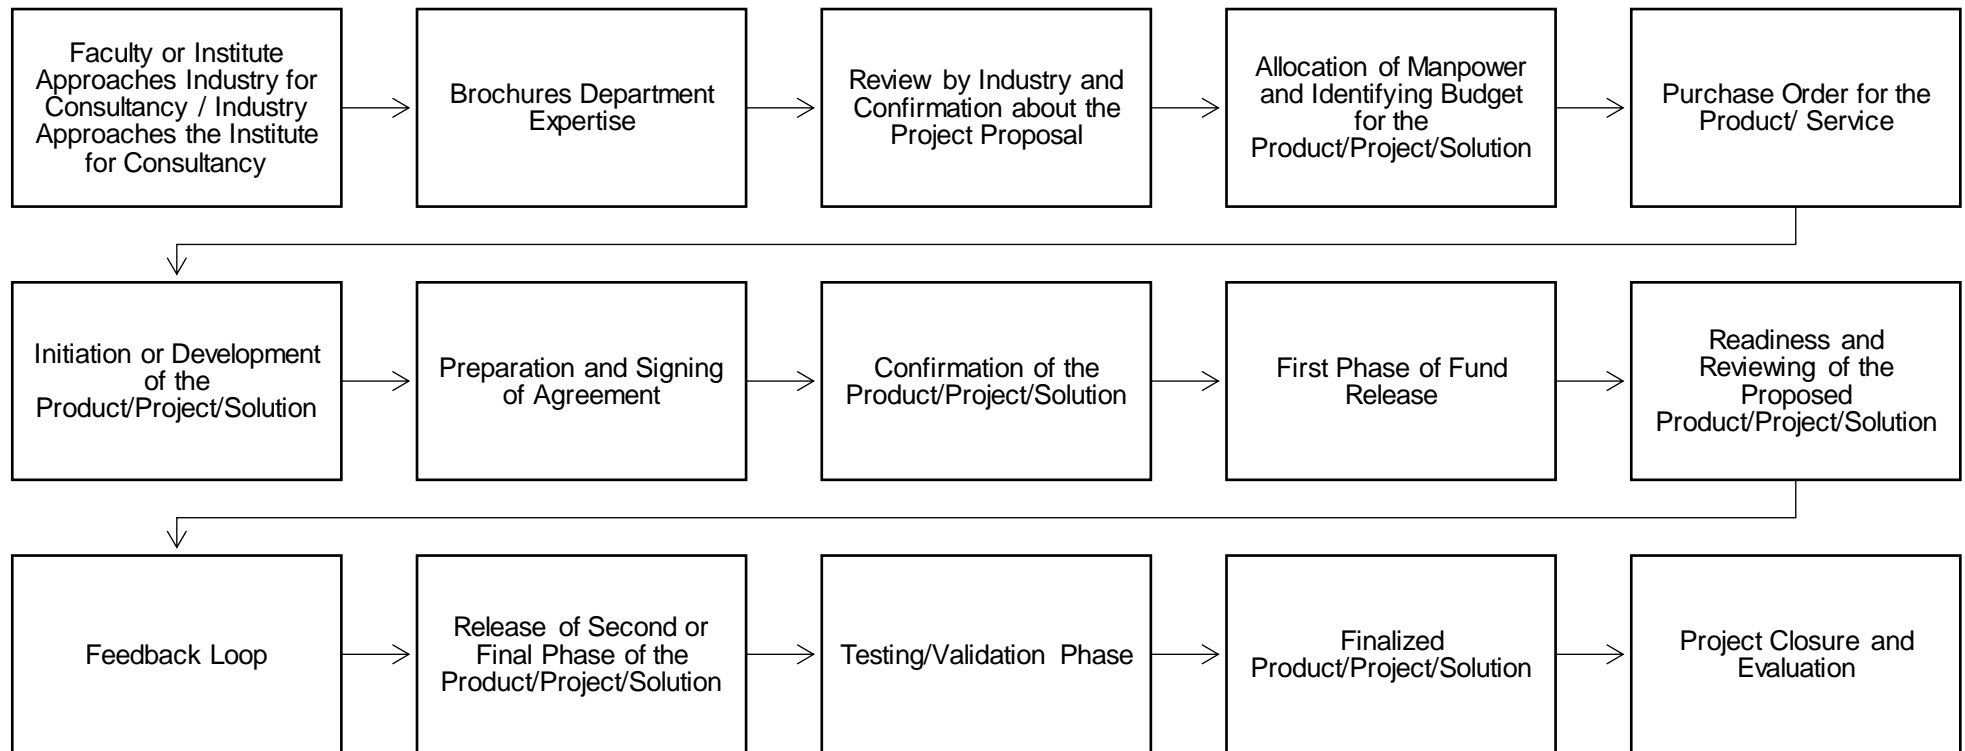 Faculty or Institute
Approaches Industry for
Consultancy / Industry
Approaches the Institute
for Consultancy
Brochures Department
Expertise
Review by Industry and
Confirmation about the
Project Proposal
Allocation of Manpower
and Identifying Budget
for the
Product/Project/Solution
Purchase Order for the
Product/ Service
Initiation or Development
of the
Product/Project/Solution
Preparation and Signing
of Agreement
Confirmation of the
Product/Project/Solution
First Phase of Fund
Release
Readiness and
Reviewing of the
Proposed
Product/Project/Solution
Feedback Loop
Release of Second or
Final Phase of the
Product/Project/Solution
Testing/Validation Phase
Finalized
Product/Project/Solution
Project Closure and
Evaluation